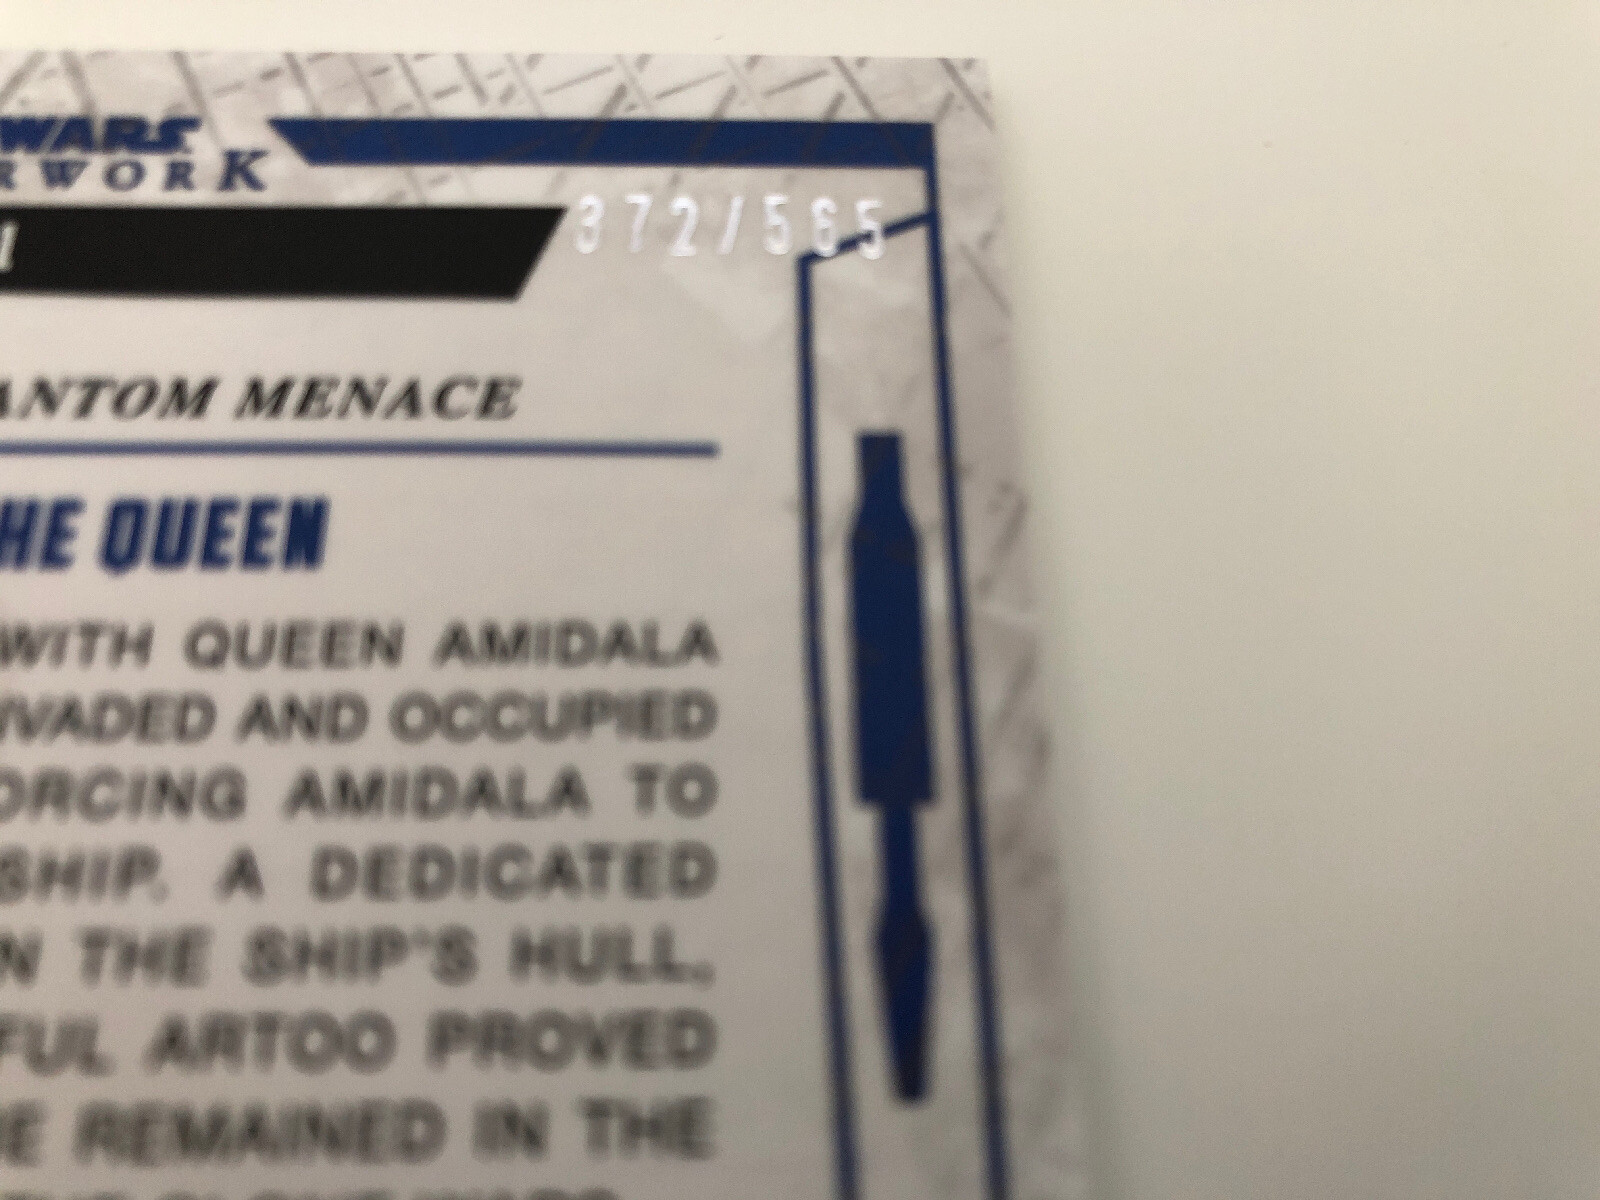 WARS
RWORK
372/565
ANTOM MENACE
HE QUEEN
WITH QUEEN AMIDALA
NVADED AND OCCUPIED
ORCING AMIDALA TO
SHIP. A DEDICATED
N THE SHIP'S HULL,
FUL ARTOO PROVED
E REMAINED IN THE